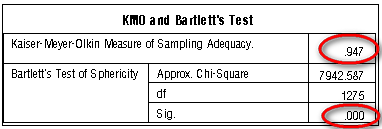 KMO and Bartlett's Test
Kaiser-Meyer-Olkin Measure of Sampling Adequacy. .947
Bartlett's Test of Sphericity Approx. Chi-Square 7942.587
df 1275
Sig. .000